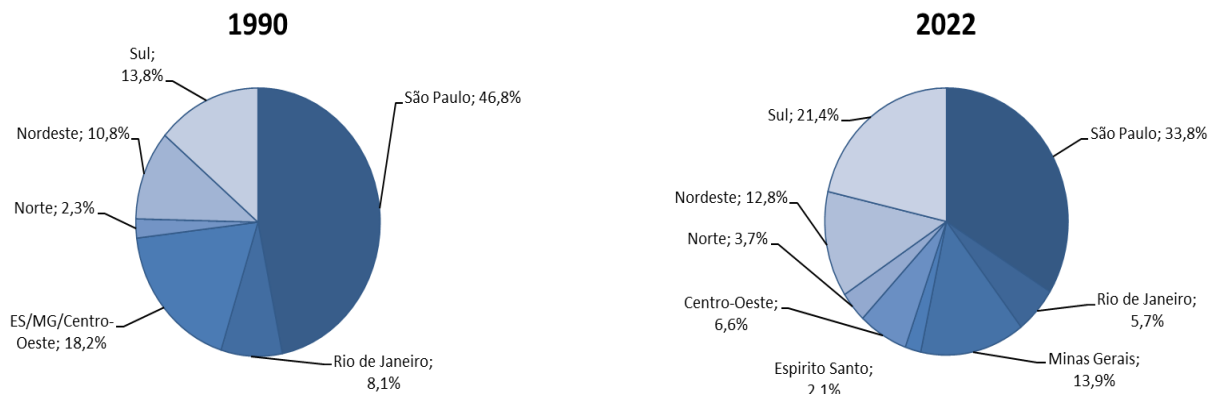 1990
Sul;
13,8%
São Paulo; 46,8%
Nordeste; 10,8%
Norte; 2,3%
ES/MG/Centro-
Oeste; 18,2%
Rio de Janeiro;
8,1%
2022
Sul; 21,4%
São Paulo; 33,8%
Nordeste; 12,8%
Norte; 3,7%
Centro-Oeste;
6,6%
Rio de Janeiro;
5,7%
Espirito Santo;
2,1%
Minas Gerais;
13,9%